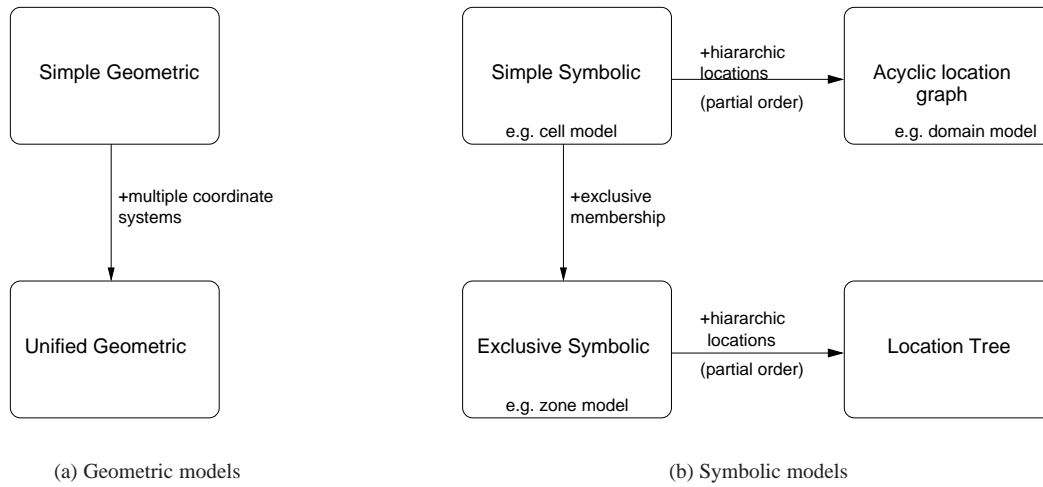 Simple Geometric
+multiple coordinate
systems
Unified Geometric
(a) Geometric models
Simple Symbolic
e.g. cell model
+hiararchic
locations
(partial order)
Acyclic location
graph
e.g. domain model
+exclusive
membership
Exclusive Symbolic
e.g. zone model
+hiararchic
locations
(partial order)
Location Tree
(b) Symbolic models